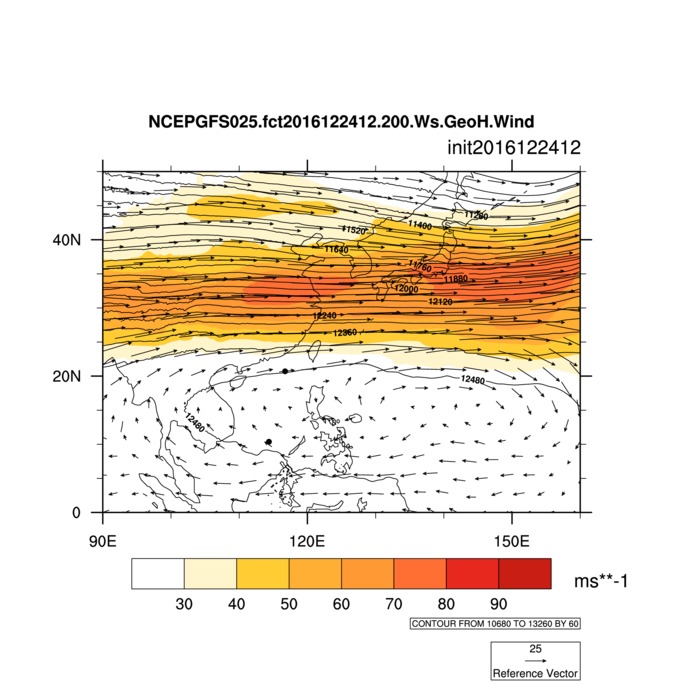 NCEPGFS025.fct2016122412.200.Ws.GeoH.Wind
init2016122412
11280
11400
11520
40N
11640
11760
11880
12000
12120
12240
12360
20N
12480
12480
0
90E 120E 150E
30 40 50 60 70 80 90
ms**-1
CONTOUR FROM 10680 TO 13260 BY 60
25
Reference Vector